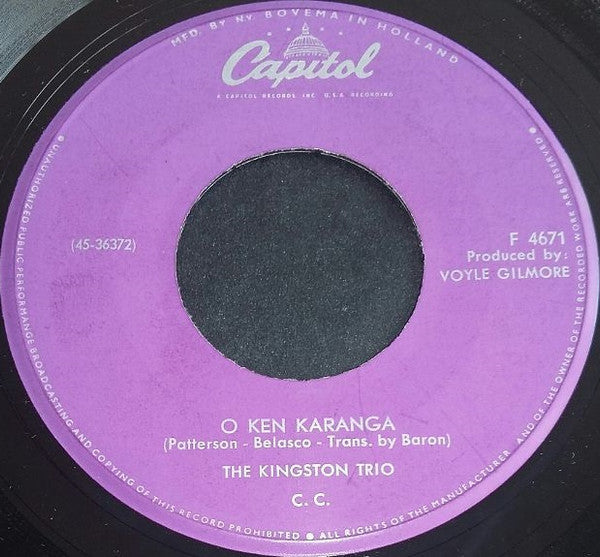 MFD. BY NV. BOVEMA IN HOLLAND
Capitol
A CAPITOL RECORDS INC. U.S.A. RECORDING
(45-36372)
F 4671
Produced by:
VOYLE GILMORE
O KEN KARANGA
(Patterson - Belasco - Trans. by Baron)
THE KINGSTON TRIO
C. C.
• UNAUTHORIZED PUBLIC PERFORMANCE BROADCASTING AND COPYING OF THIS RECORD PROHIBITED • ALL RIGHTS OF THE MANUFACTURER AND OF THE OWNER OF THE RECORDED WORK ARE RESERVED •